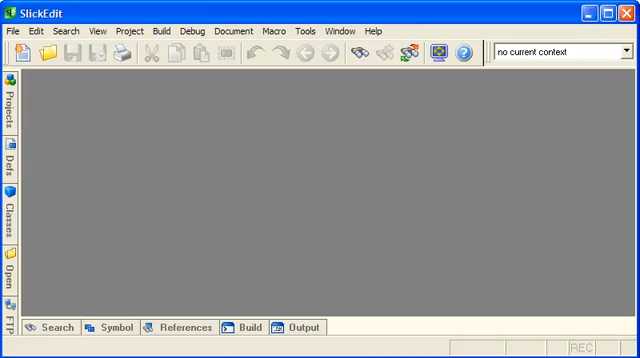 SlickEdit
File Edit Search View Project Build Debug Document Macro Tools Window Help
no current context
Projects
Defs
Classes
Open
FTP
Search Symbol References Build Output
REC